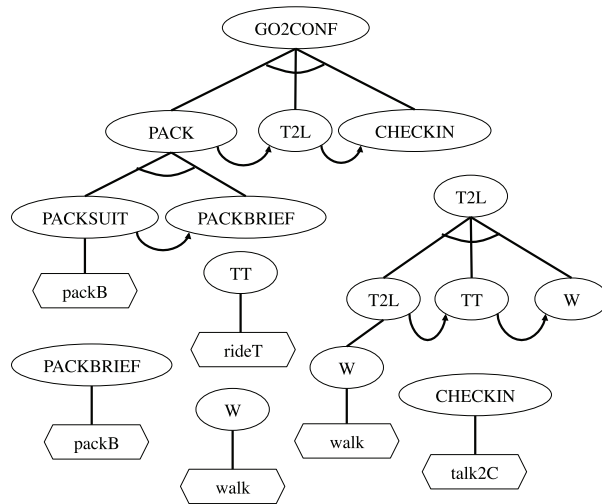 GO2CONF
PACK T2L CHECKIN
T2L
PACKSUIT PACKBRIEF
TT
packB
T2L TT W
rideT
PACKBRIEF
W
CHECKIN
W
packB
walk
talk2C
walk